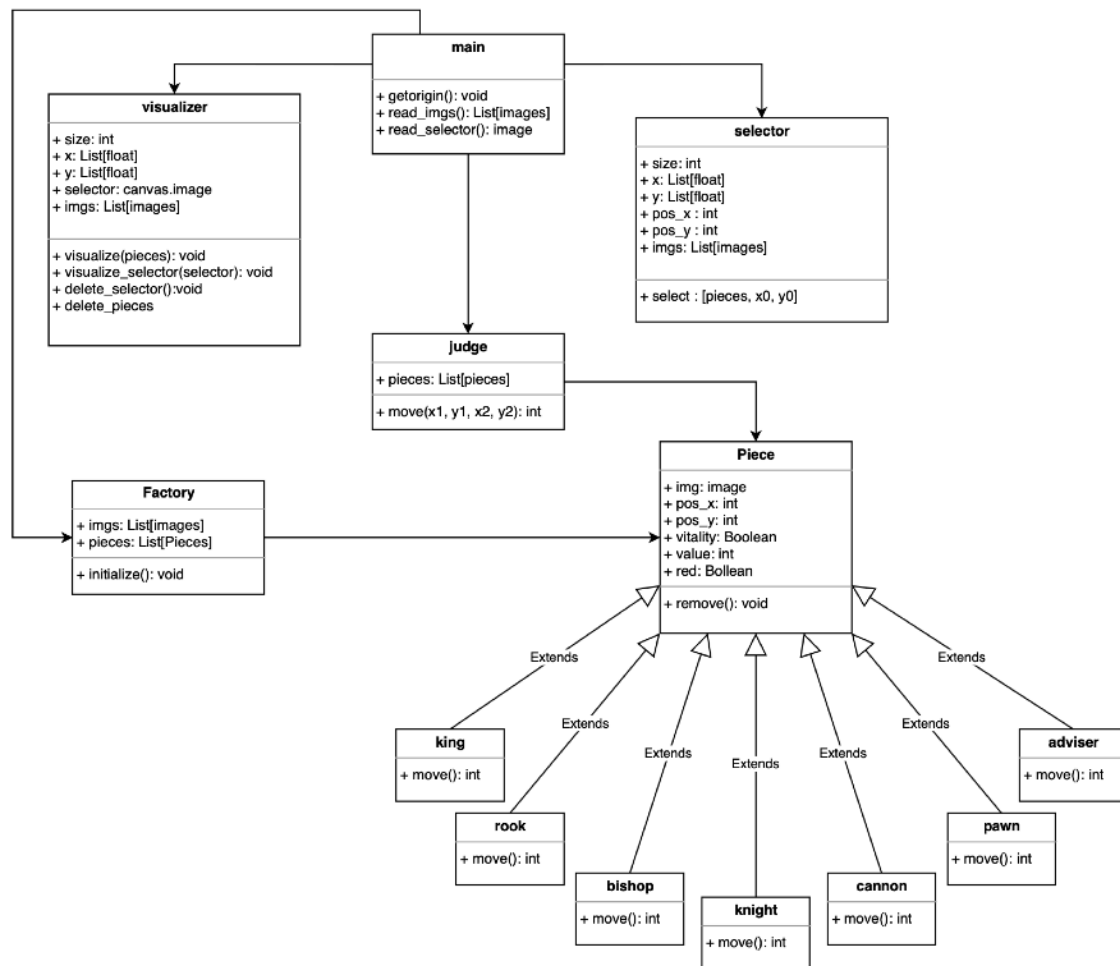 main
+ getorigin(): void
+ read_imgs(): List[images]
+ read_selector(): image
visualizer
+ size: int
+ x: List[float]
+ y: List[float]
+ selector: canvas.image
+ imgs: List[images]
+ visualize(pieces): void
+ visualize_selector(selector): void
+ delete_selector():void
+ delete_pieces
selector
+ size: int
+ x: List[float]
+ y: List[float]
+ pos_x : int
+ pos_y : int
+ imgs: List[images]
+ select : [pieces, x0, y0]
judge
+ pieces: List[pieces]
+ move(x1, y1, x2, y2): int
Factory
+ imgs: List[images]
+ pieces: List[Pieces]
+ initialize(): void
Piece
+ img: image
+ pos_x: int
+ pos_y: int
+ vitality: Boolean
+ value: int
+ red: Bollean
+ remove(): void
Extends
Extends
Extends
Extends
Extends
Extends
Extends
king
+ move(): int
rook
+ move(): int
bishop
+ move(): int
knight
+ move(): int
cannon
+ move(): int
pawn
+ move(): int
adviser
+ move(): int